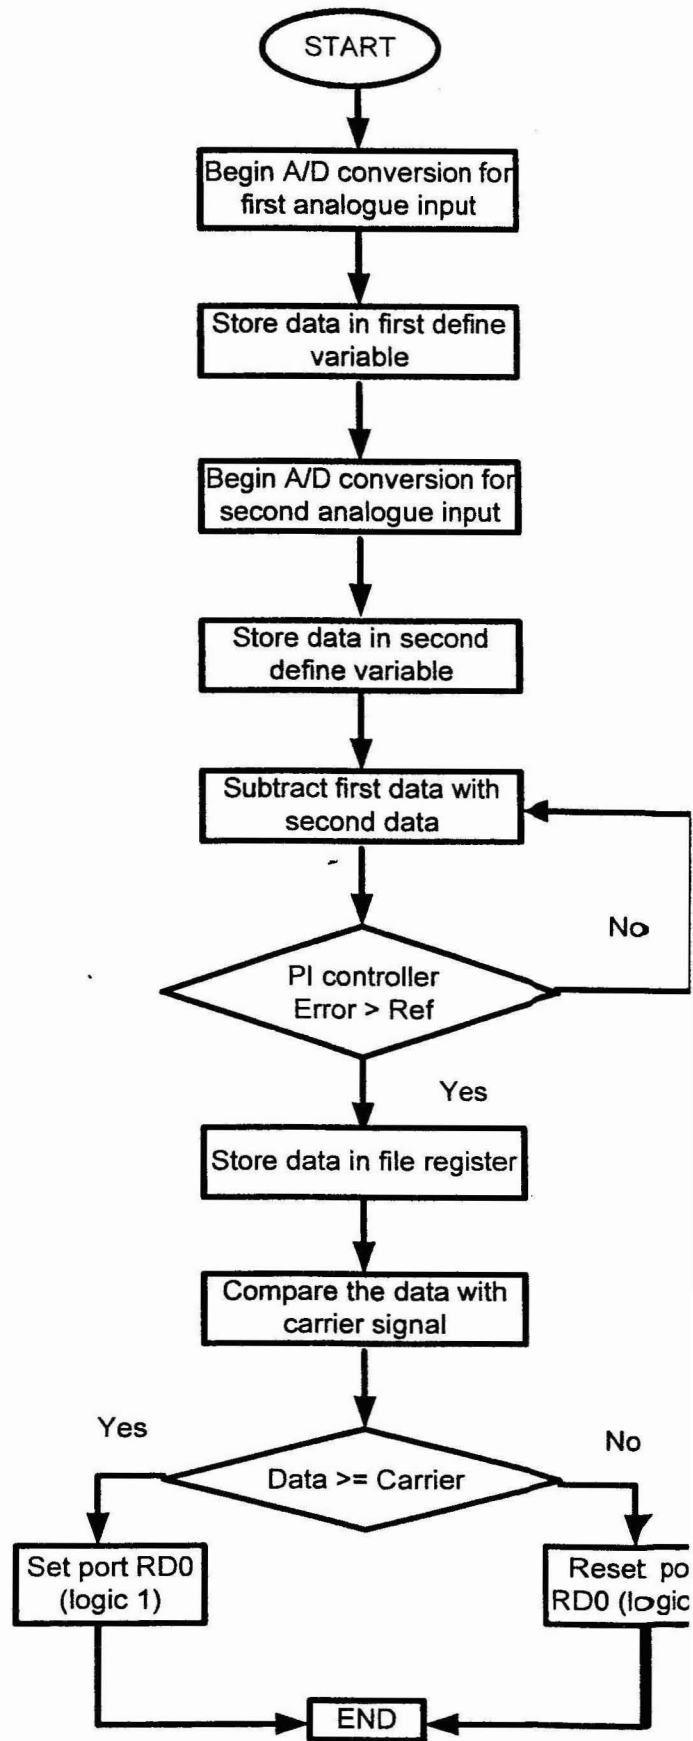 START
Begin A/D conversion for
first analogue input
Store data in first define
variable
Begin A/D conversion for
second analogue input
Store data in second
define variable
Subtract first data with
second data
No
PI controller
Error > Ref
Yes
Store data in file register
Compare the data with
carrier signal
Yes
No
Data >= Carrier
Set port RD0
(logic 1)
Reset
RD0 (logic
END